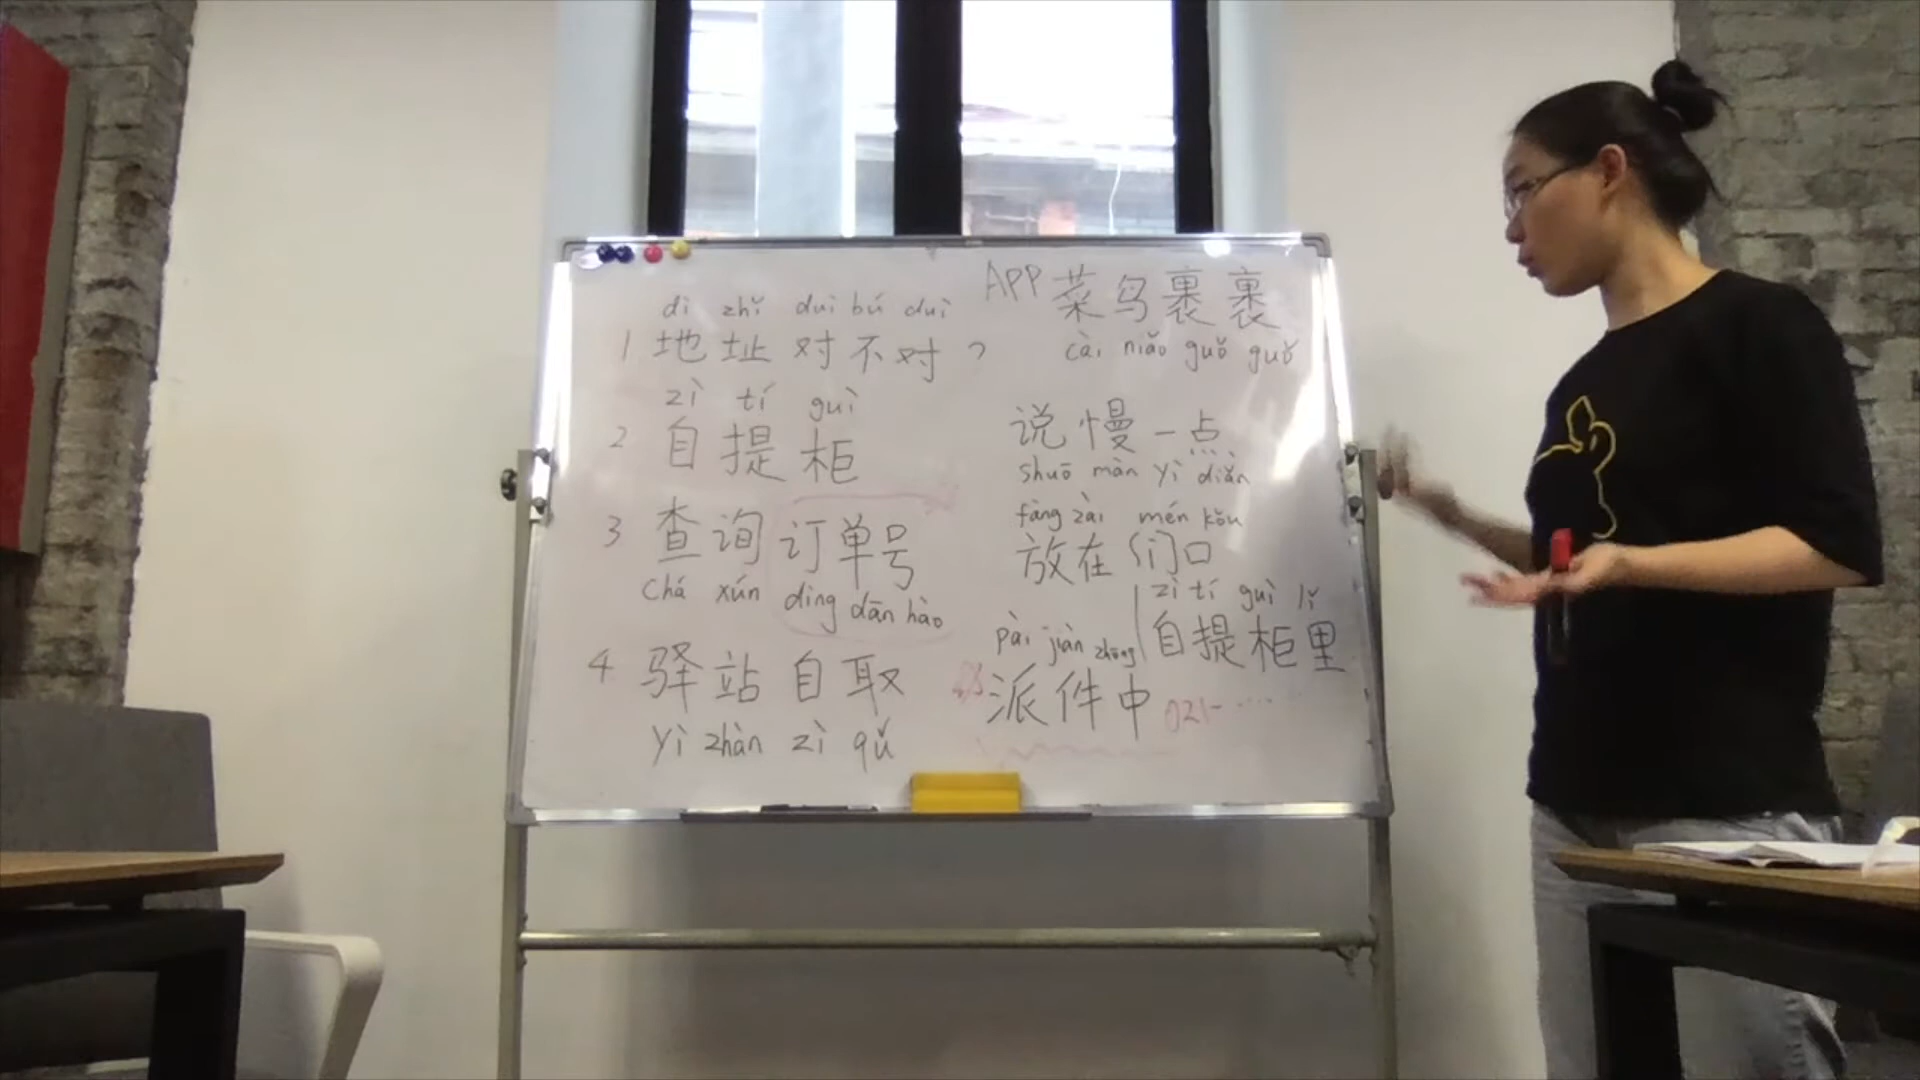 dì zhǐ duì bú duì
1 地址对不对?
zì tí guì
2 自提柜
3 查询订单号
chá xún dìng dān hào
4 驿站自取
yì zhàn zì qǔ
APP 菜鸟裹裹
cài niǎo guǒ guǒ
说慢一点
shuō màn yì diǎn
fàng zài mén kǒu
放在门口
zì tí guì lǐ
自提柜里
pài jiàn zhōng
派件中 021-······